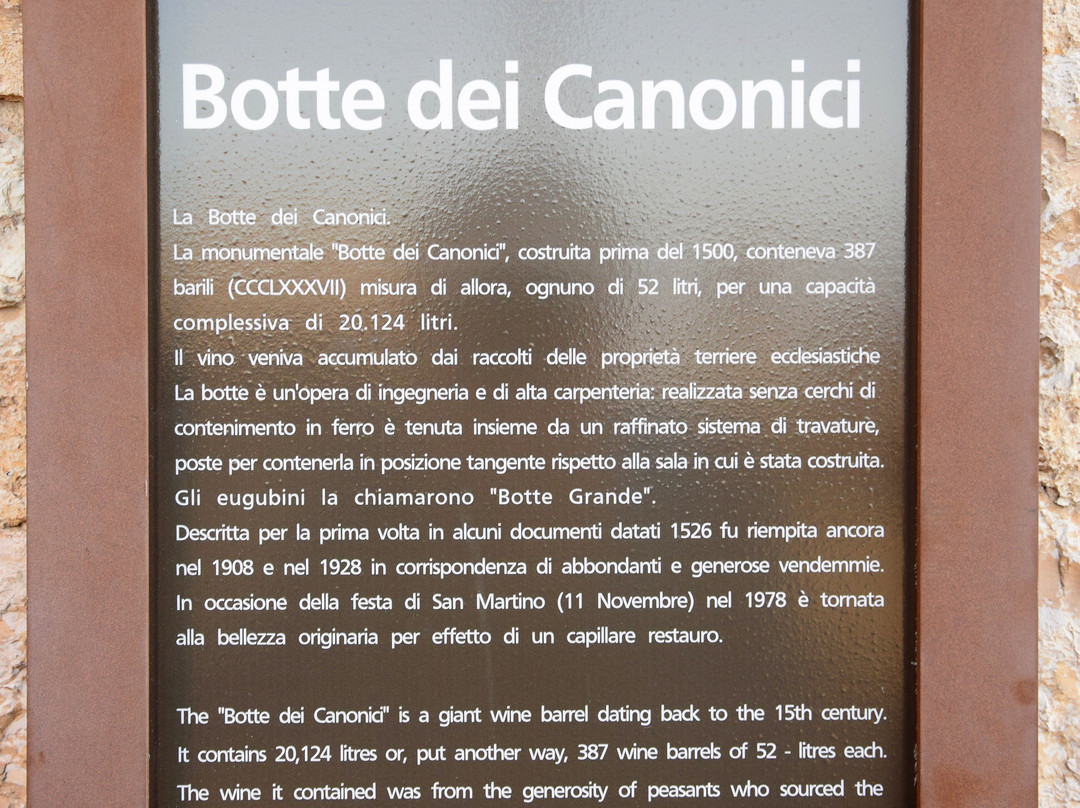 Botte dei Canonici
La Botte dei Canonici.
La monumentale "Botte dei Canonici", costruita prima del 1500, conteneva 387
barili (CCCLXXXVII) misura di allora, ognuno di 52 litri, per una capacità
complessiva di 20.124 litri.
Il vino veniva accumulato dai raccolti delle proprietà terriere ecclesiastiche
La botte è un'opera di ingegneria e di alta carpenteria: realizzata senza cerchi di
contenimento in ferro è tenuta insieme da un raffinato sistema di travature,
poste per contenerla in posizione tangente rispetto alla sala in cui è stata costruita.
Gli eugubini la chiamarono "Botte Grande".
Descritta per la prima volta in alcuni documenti datati 1526 fu riempita ancora
nel 1908 e nel 1928 in corrispondenza di abbondanti e generose vendemmie.
In occasione della festa di San Martino (11 Novembre) nel 1978 è tornata
alla bellezza originaria per effetto di un capillare restauro.
The "Botte dei Canonici" is a giant wine barrel dating back to the 15th century.
It contains 20,124 litres or, put another way, 387 wine barrels of 52 - litres each.
The wine it contained was from the generosity of peasants who sourced the